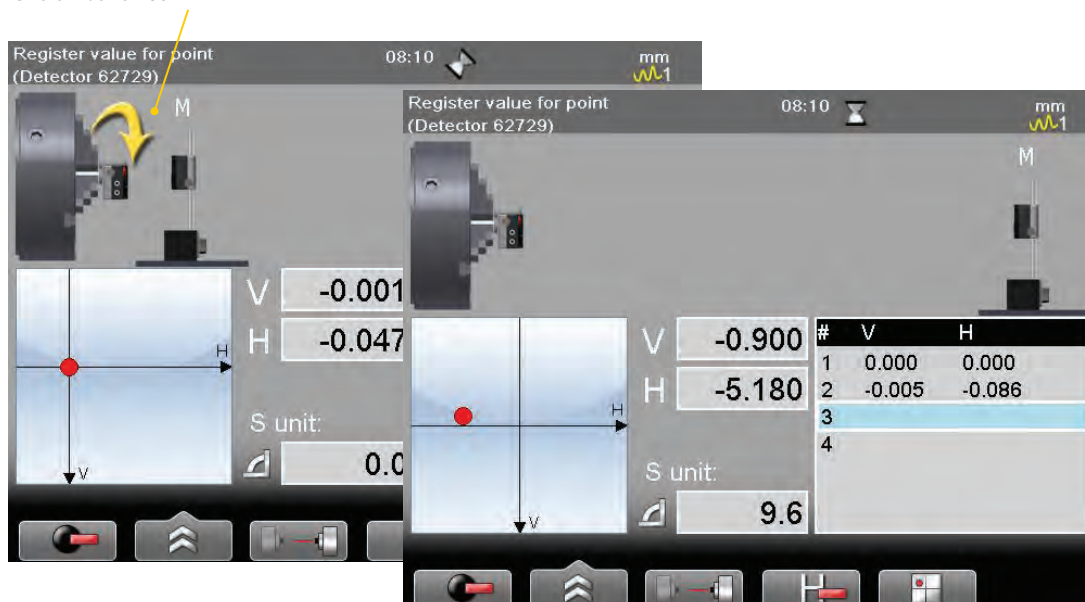 Register value for point
(Detector 62729)
08:10
mm
1
M
V
-0.001
H
-0.047
H
V
S unit:
0.0
Register value for point
(Detector 62729)
08:10
mm
1
M
V
-0.900
H
-5.180
H
V
S unit:
9.6
# V H
1 0.000 0.000
2 -0.005 -0.086
3
4